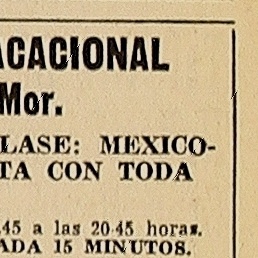 ACACIONAL
Mor.
LASE: MEXICO-
TA CON TODA
.45 a las 20.45 horas.
ADA 15 MINUTOS.